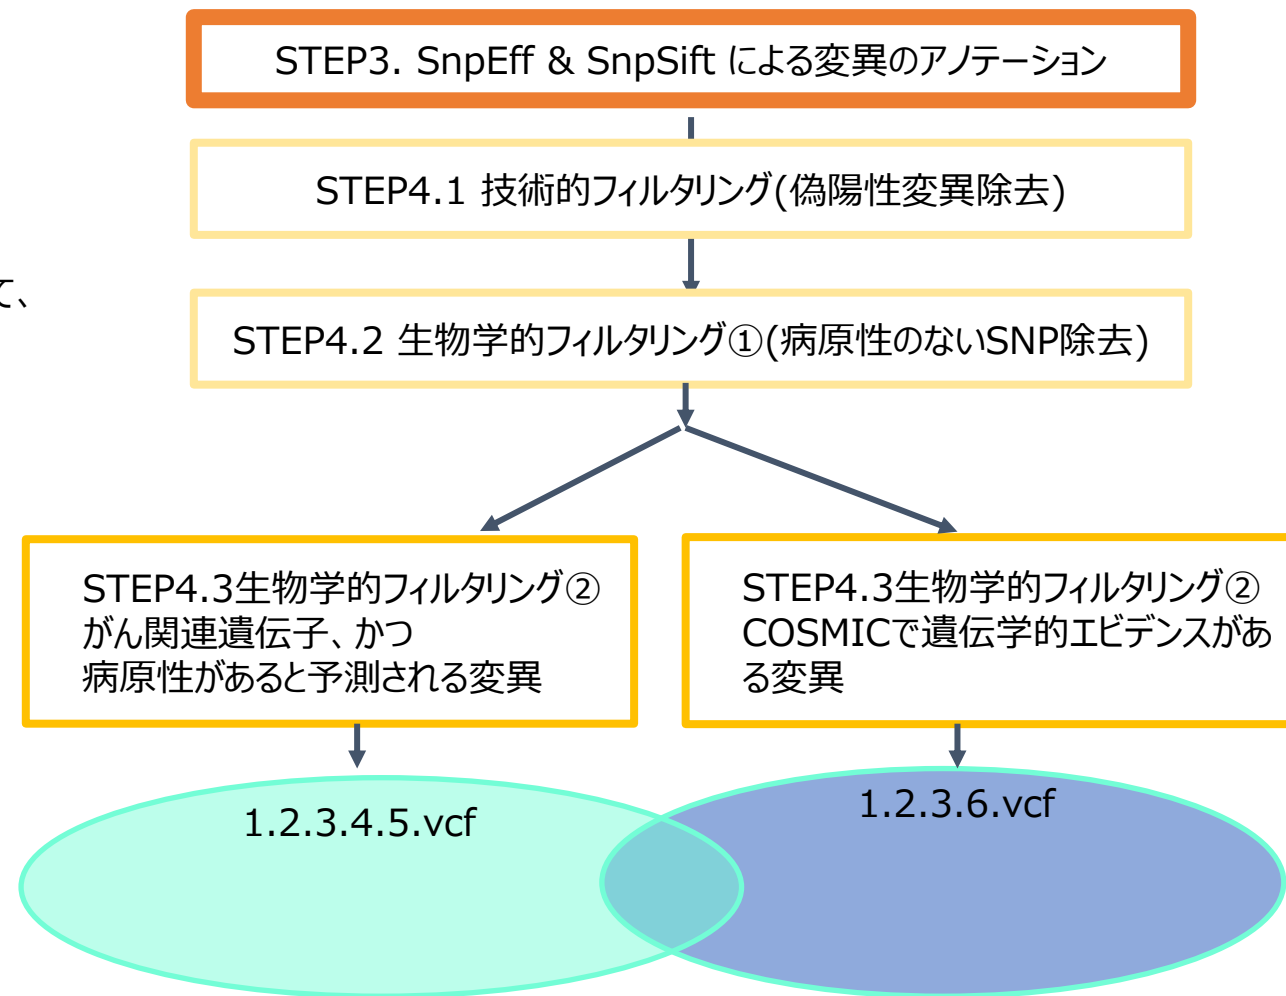 STEP3. SnpEff & SnpSift による変異のアノテーション
STEP4.1 技術的フィルタリング(偽陽性変異除去)
て、
STEP4.2 生物学的フィルタリング①(病原性のないSNP除去)
STEP4.3生物学的フィルタリング②
がん関連遺伝子、かつ
病原性があると予測される変異
STEP4.3生物学的フィルタリング②
COSMICで遺伝学的エビデンスがあ
る変異
1.2.3.4.5.vcf
1.2.3.6.vcf